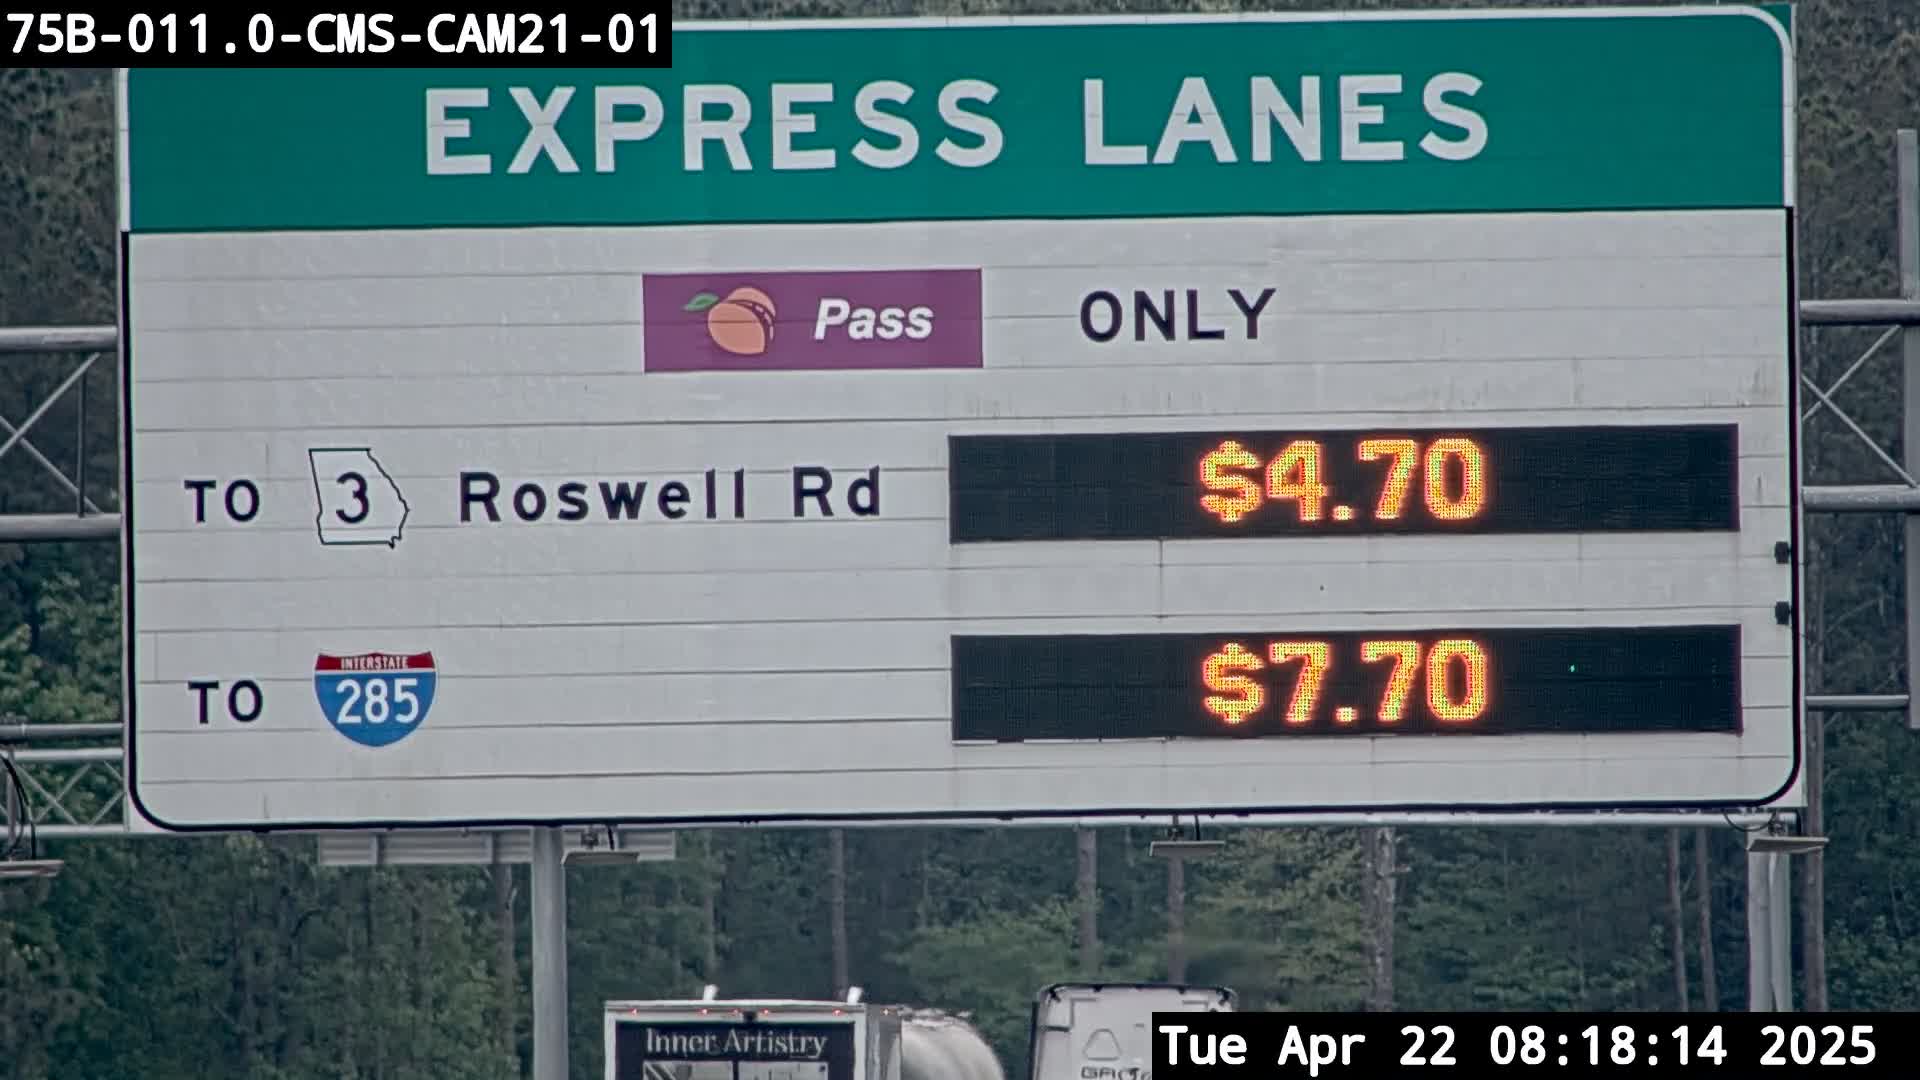 75B-011.0-CMS-CAM21-01
EXPRESS LANES
Pass ONLY
TO 3 Roswell Rd $4.70
TO INTERSTATE 285 $7.70
Inner Artistry
Tue Apr 22 08:18:14 2025